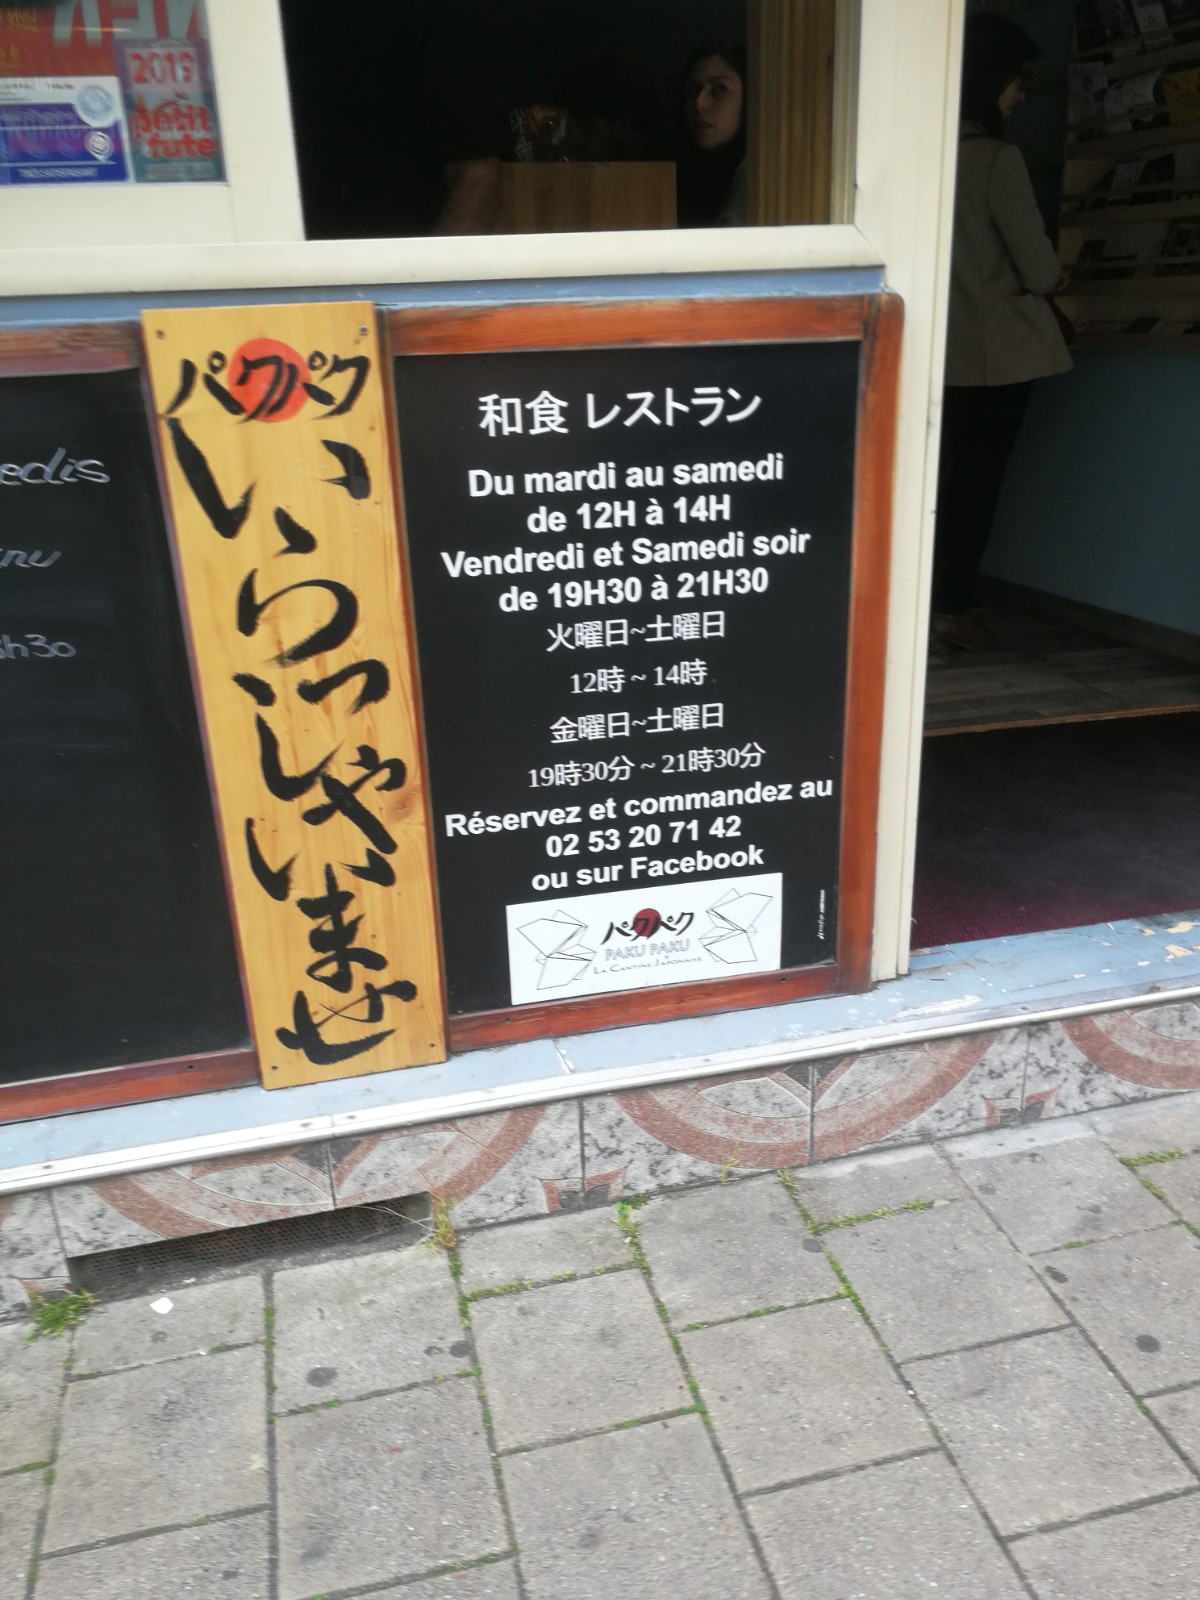 2019
petit
fute
edis
nu
h30
パクパク
いらっしゃいませ
和食 レストラン
Du mardi au samedi
de 12H à 14H
Vendredi et Samedi soir
de 19H30 à 21H30
火曜日~土曜日
12時 ~ 14時
金曜日~土曜日
19時30分 ~ 21時30分
Réservez et commandez au
02 53 20 71 42
ou sur Facebook
パクパク
PAKU PAKU
LA CANTINE JAPONAISE